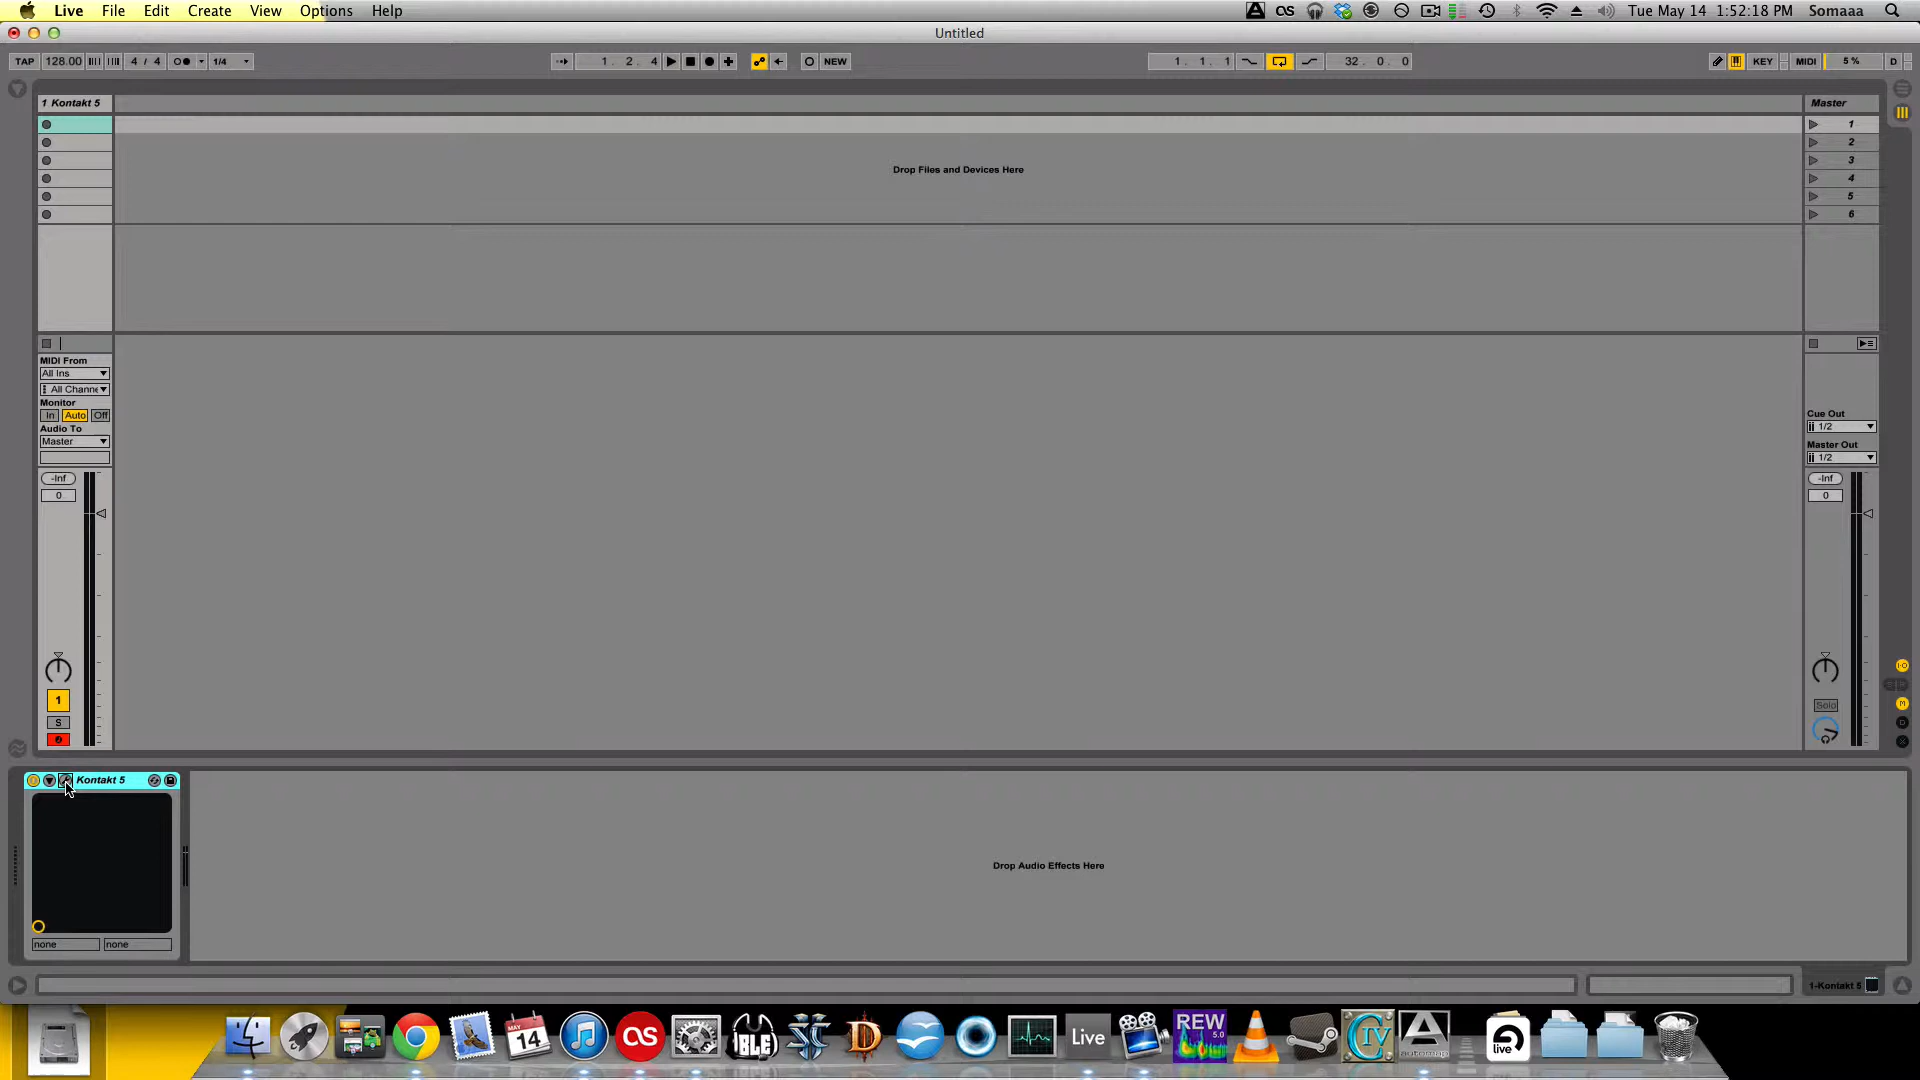 Live File Edit Create View Options Help
Tue May 14 1:52:18 PM Somaaa
Untitled
TAP 128.00 4 / 4 1/4 1. 2. 4 NEW 1. 1. 1 32. 0. 0 KEY MIDI 5 % D
1 Kontakt 5
Master
1
2
3
4
5
6
Drop Files and Devices Here
MIDI From
All Ins
All Channe
Monitor
In Auto Off
Audio To
Master
-Inf
0
1
S
Cue Out
1/2
Master Out
1/2
-Inf
0
Solo
Kontakt 5
none none
Drop Audio Effects Here
1-Kontakt 5
MAY
14
REW
5.0
Live
IBLE
CIV
automap
live